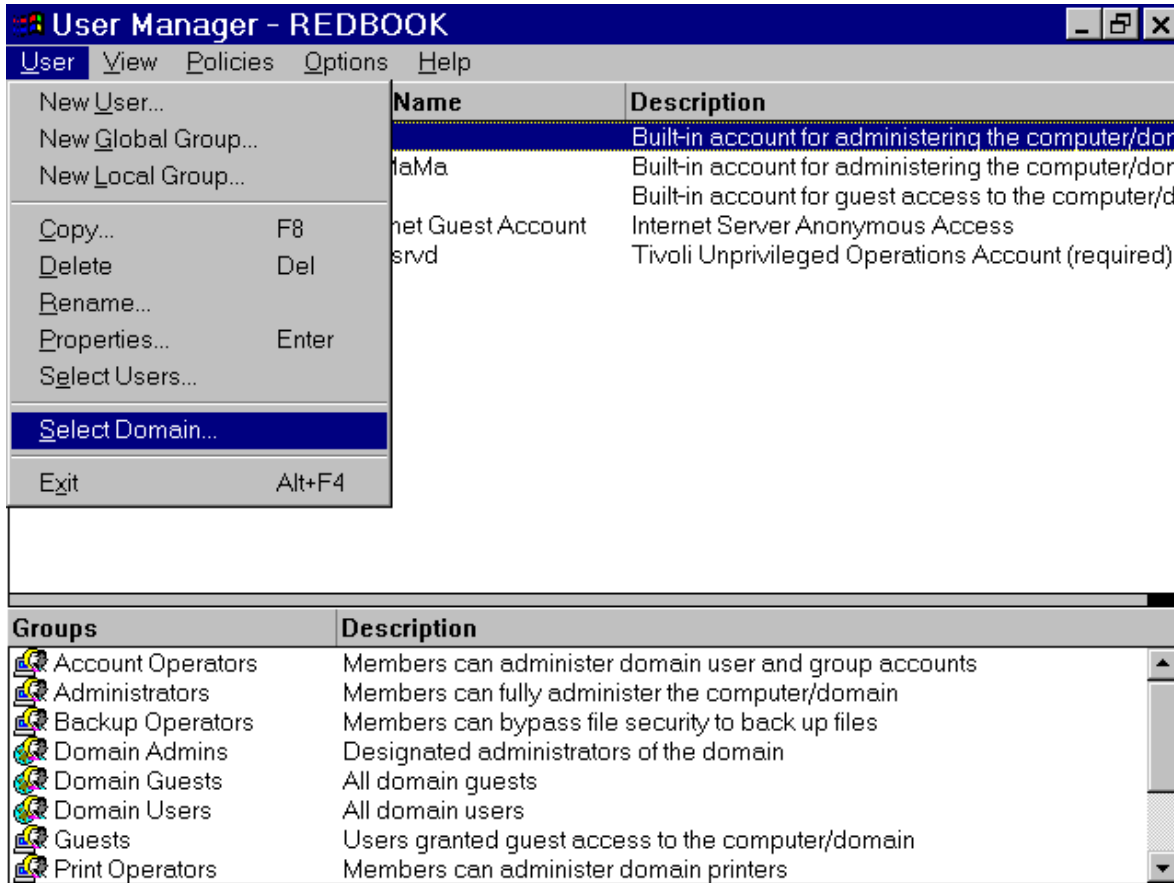 User Manager - REDBOOK
User View Policies Options Help
New User...
New Global Group...
New Local Group...
Copy... F8
Delete Del
Rename...
Properties... Enter
Select Users...
Select Domain...
Exit Alt+F4
Name Description
Built-in account for administering the computer/dor
MaMa Built-in account for administering the computer/dor
Built-in account for guest access to the computer/d
net Guest Account Internet Server Anonymous Access
srvd Tivoli Unprivileged Operations Account (required)
Groups Description
Account Operators Members can administer domain user and group accounts
Administrators Members can fully administer the computer/domain
Backup Operators Members can bypass file security to back up files
Domain Admins Designated administrators of the domain
Domain Guests All domain guests
Domain Users All domain users
Guests Users granted guest access to the computer/domain
Print Operators Members can administer domain printers